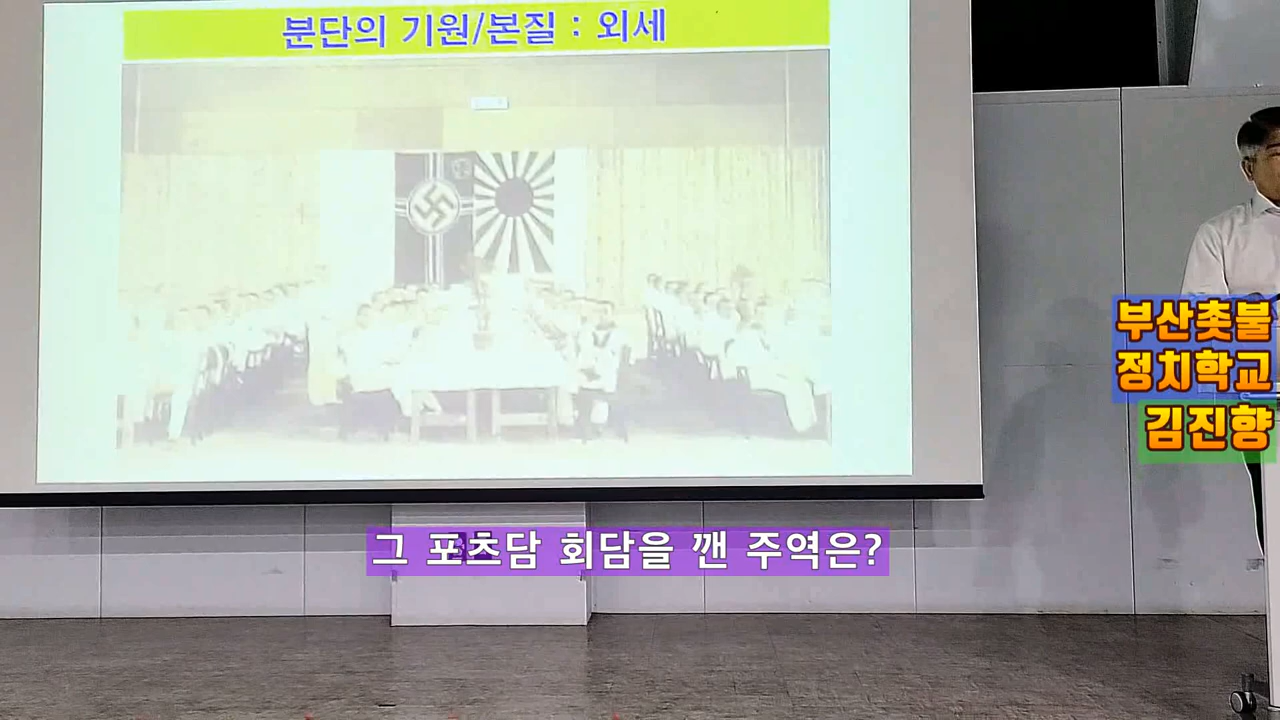 분단의 기원/본질 : 외세
부산촛불
정치학교
김진향
그 포츠담 회담을 깬 주역은?